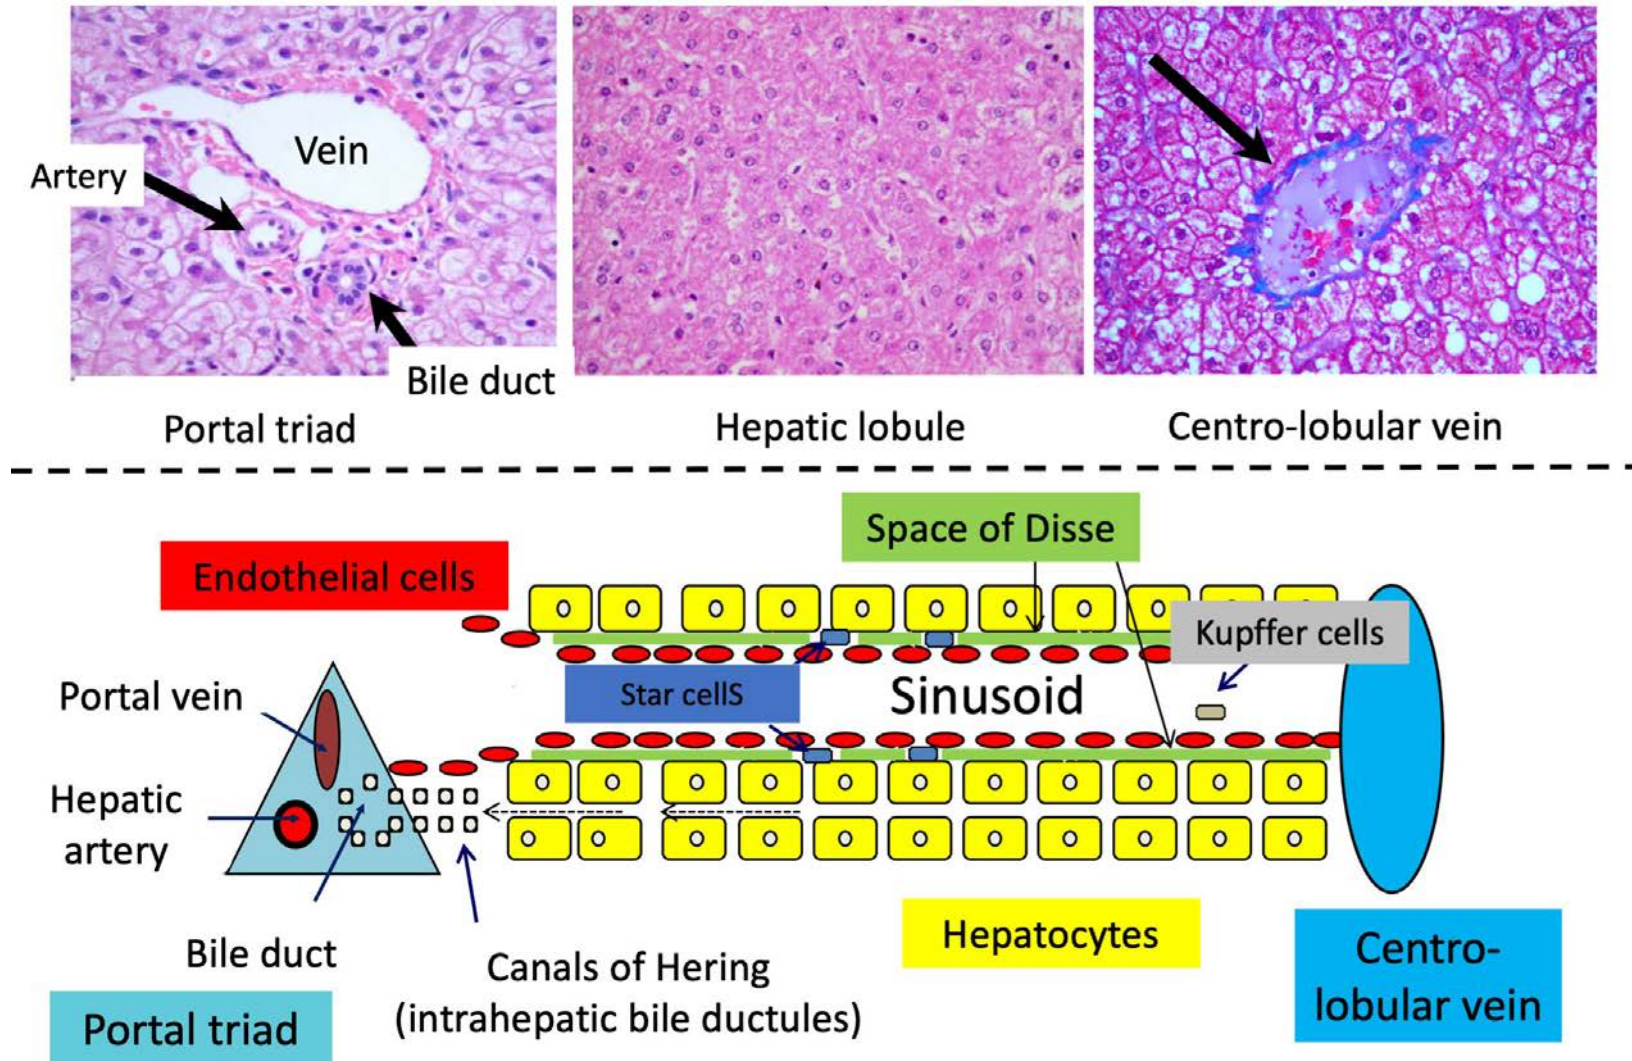 Vein
Artery
Bile duct
Portal triad
Hepatic lobule
Centro-lobular vein
Space of Disse
Endothelial cells
Kupffer cells
Star cellS
Sinusoid
Portal vein
Hepatic
artery
Bile duct
Canals of Hering
(intrahepatic bile ductules)
Hepatocytes
Centro-
lobular vein
Portal triad